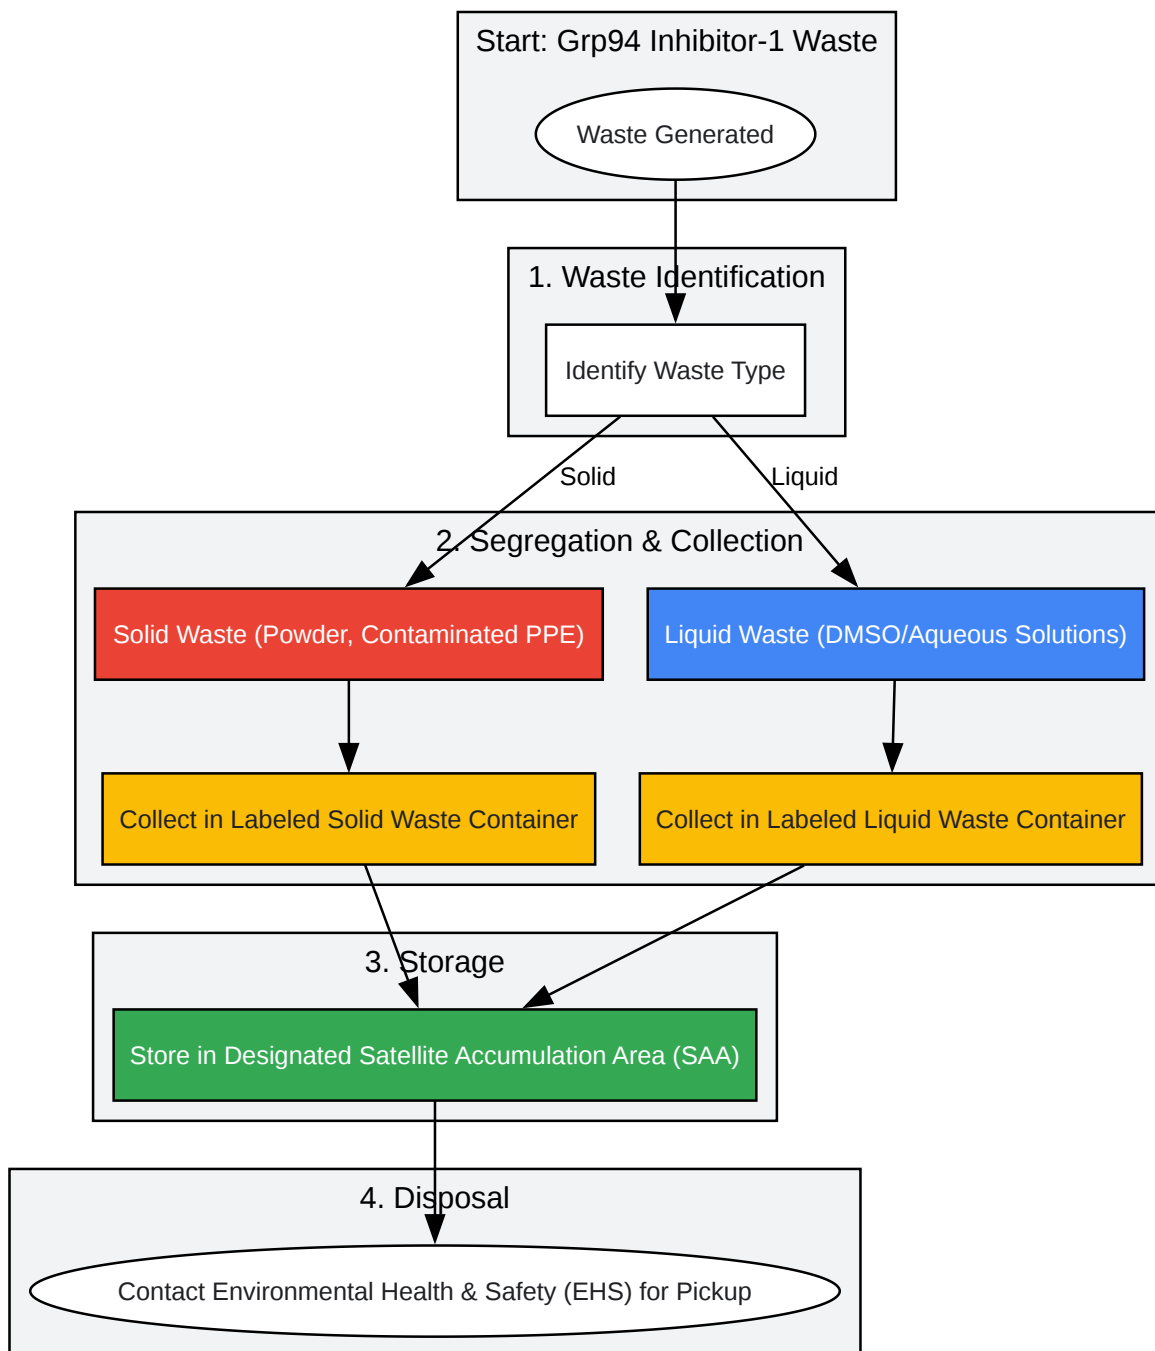 Start: Grp94 Inhibitor-1 Waste
Waste Generated
1. Waste Identification
Identify Waste Type
Solid
Liquid
2. Segregation & Collection
Solid Waste (Powder, Contaminated PPE)
Liquid Waste (DMSO/Aqueous Solutions)
Collect in Labeled Solid Waste Container
Collect in Labeled Liquid Waste Container
3. Storage
Store in Designated Satellite Accumulation Area (SAA)
4. Disposal
Contact Environmental Health & Safety (EHS) for Pickup